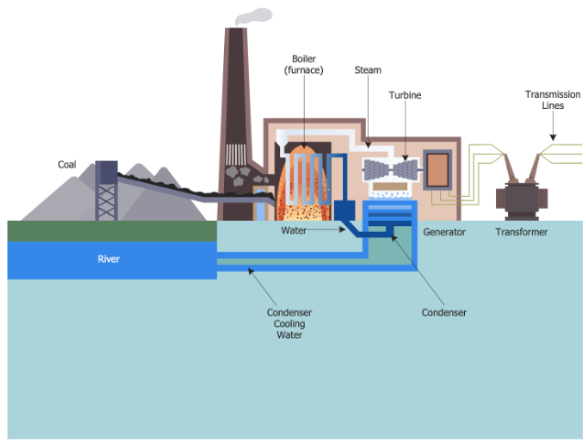 Boiler
(furnace)
Steam
Turbine
Transmission
Lines
Coal
Water
Generator
Transformer
River
Condenser
Cooling
Water
Condenser